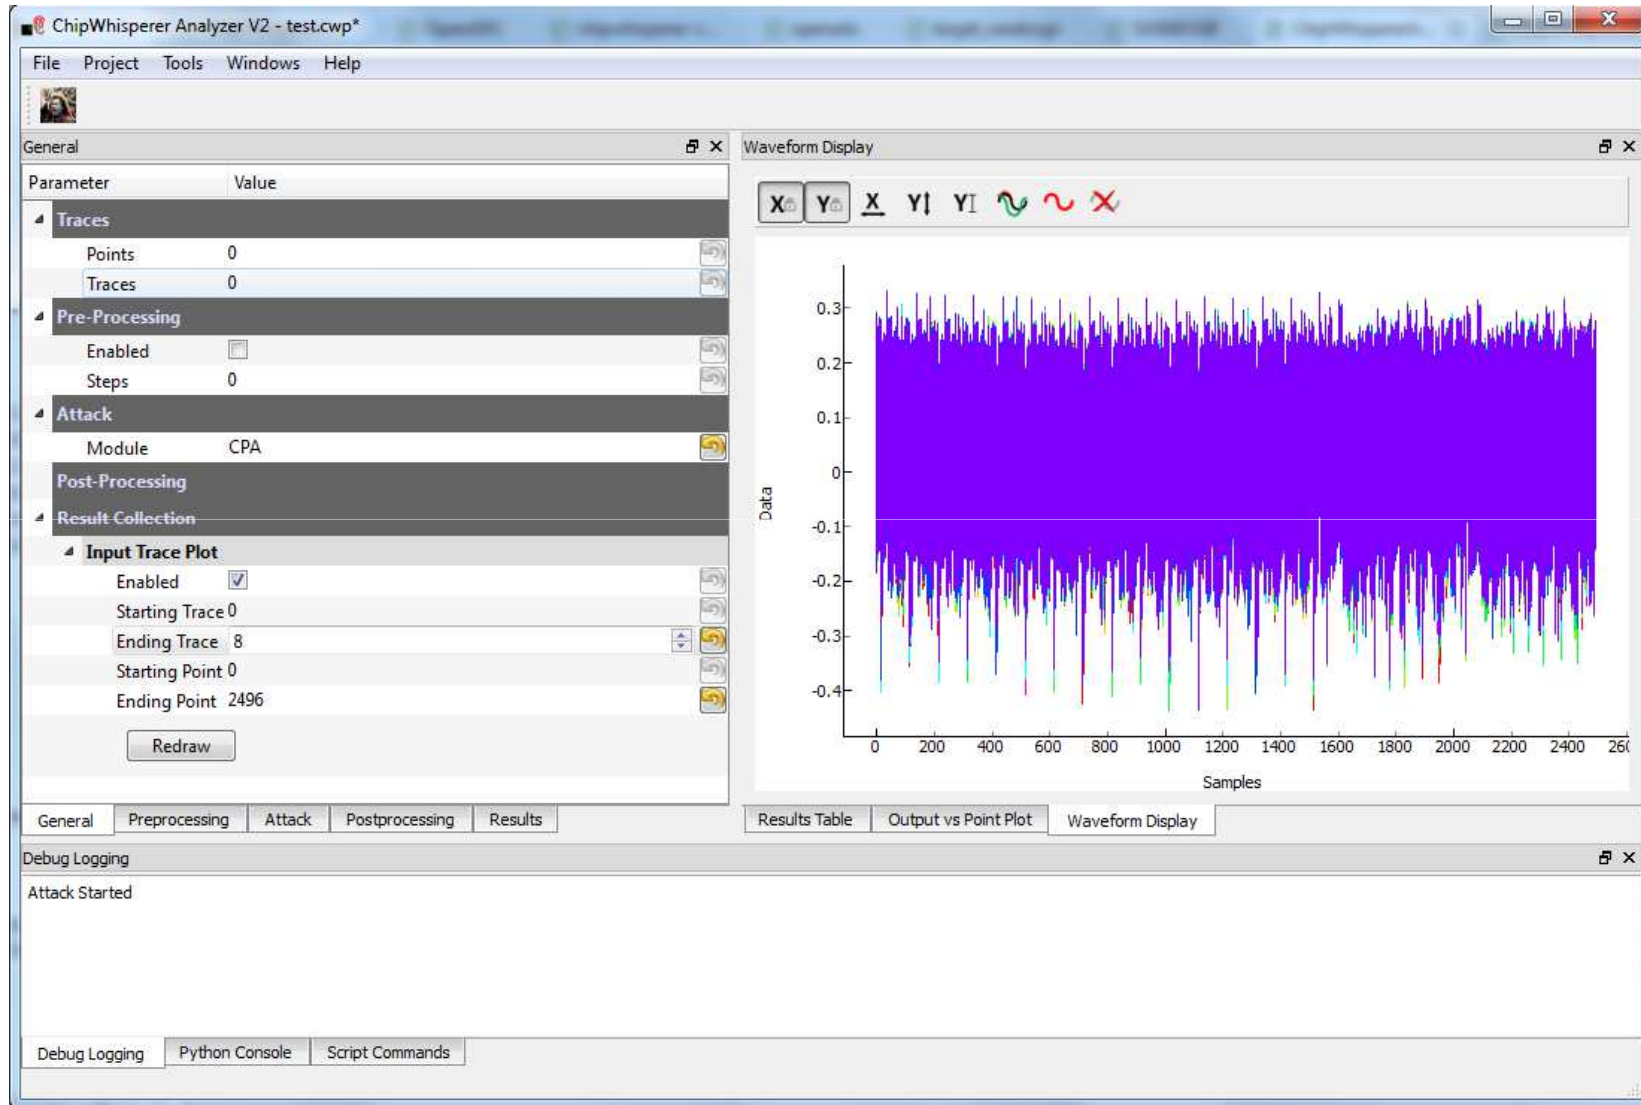 ChipWhisperer Analyzer V2 - test.cwp*
File Project Tools Windows Help
General
Parameter Value
Traces
Points 0
Traces 0
Pre-Processing
Enabled
Steps 0
Attack
Module CPA
Post-Processing
Result Collection
Input Trace Plot
Enabled
Starting Trace 0
Ending Trace 8
Starting Point 0
Ending Point 2496
Redraw
General Preprocessing Attack Postprocessing Results
Waveform Display
X Y X Y Y
0.3
0.2
0.1
0
-0.1
-0.2
-0.3
-0.4
Data
0 200 400 600 800 1000 1200 1400 1600 1800 2000 2200 2400
Samples
Results Table Output vs Point Plot Waveform Display
Debug Logging
Attack Started
Debug Logging Python Console Script Commands